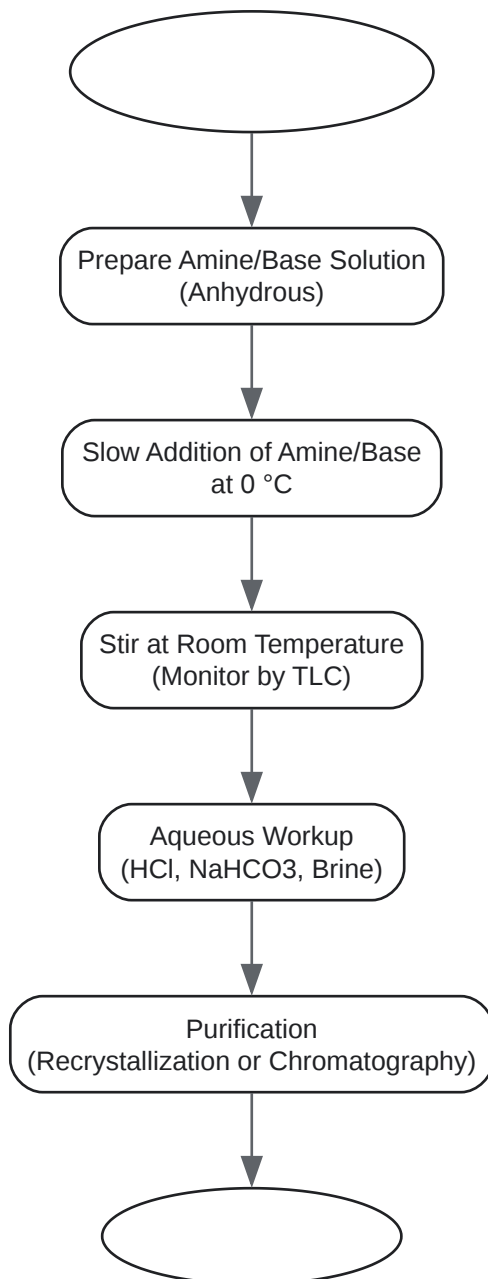 Prepare Amine/Base Solution
(Anhydrous)
Slow Addition of Amine/Base
at 0 °C
Stir at Room Temperature
(Monitor by TLC)
Aqueous Workup
(HCl, NaHCO3, Brine)
Purification
(Recrystallization or Chromatography)